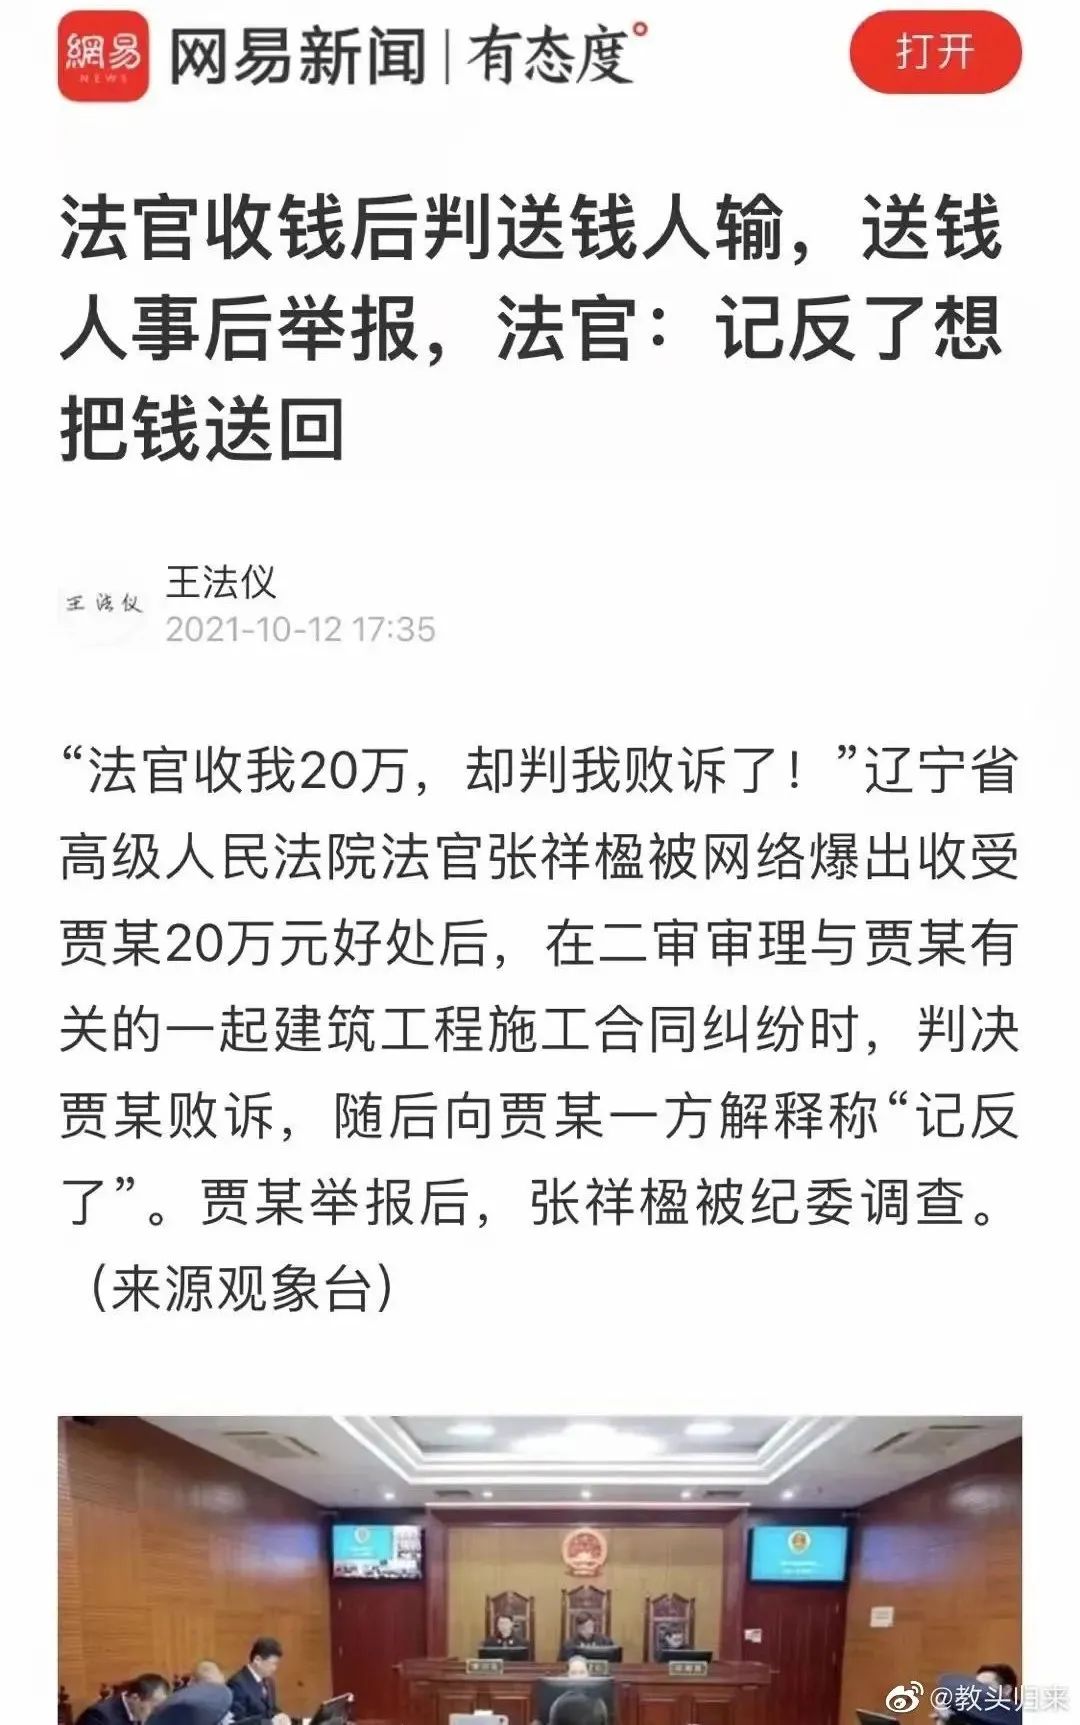 網易
NEWS
网易新闻|有态度°
打开
法官收钱后判送钱人输，送钱
人事后举报，法官：记反了想
把钱送回
王法仪
王法仪
2021-10-12 17:35
“法官收我20万，却判我败诉了！”辽宁省
高级人民法院法官张祥楹被网络爆出收受
贾某20万元好处后，在二审审理与贾某有
关的一起建筑工程施工合同纠纷时，判决
贾某败诉，随后向贾某一方解释称“记反
了”。贾某举报后，张祥楹被纪委调查。
（来源观象台）
@教头归来